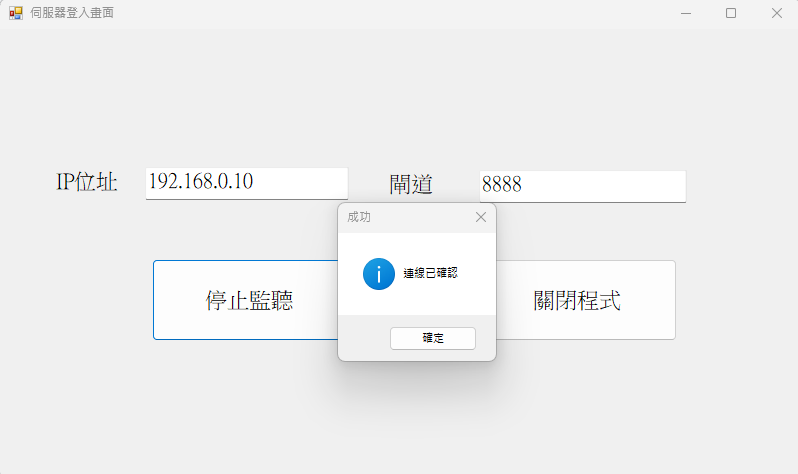 伺服器登入畫面
IP位址
192.168.0.10
閘道
8888
成功
連線已確認
確定
停止監聽
關閉程式